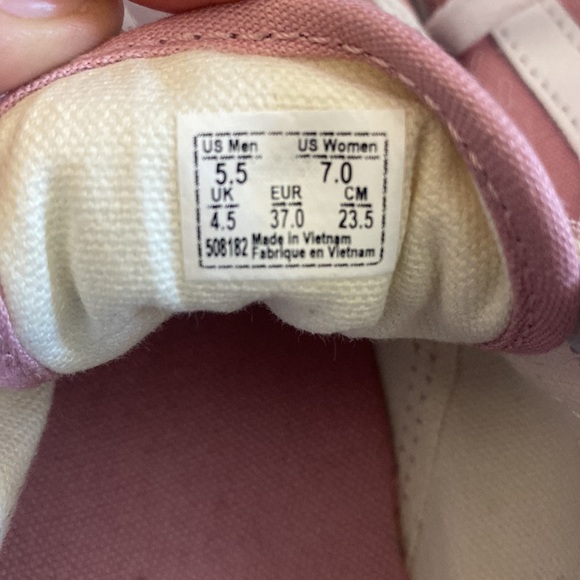 US Men US Women
5.5 7.0
UK EUR CM
4.5 37.0 23.5
508182 Made in Vietnam
Fabrique en Vietnam